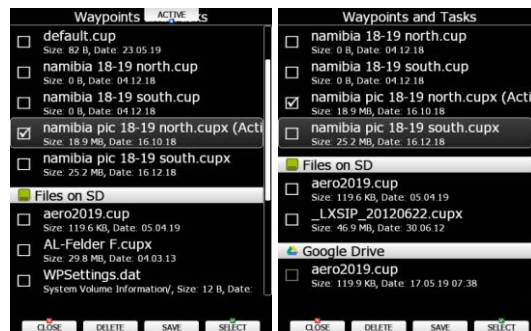 Waypoints and Tasks
ACTIVE
default.cup
Size: 82 B, Date: 23.05.19
namibia 18-19 north.cup
Size: 0 B, Date: 04.12.18
namibia 18-19 south.cup
Size: 0 B, Date: 04.12.18
namibia pic 18-19 north.cupx (Acti
Size: 18.9 MB, Date: 16.10.18
namibia pic 18-19 south.cupx
Size: 25.2 MB, Date: 16.12.18
Files on SD
aero2019.cup
Size: 119.6 KB, Date: 05.04.19
AL-Felder F.cupx
Size: 29.8 MB, Date: 04.03.13
WPSettings.dat
System Volume Information/, Size: 12 B, Date:
CLOSE
DELETE
SAVE
SELECT
Waypoints and Tasks
namibia 18-19 north.cup
Size: 0 B, Date: 04.12.18
namibia 18-19 south.cup
Size: 0 B, Date: 04.12.18
namibia pic 18-19 north.cupx (Acti
Size: 18.9 MB, Date: 16.10.18
namibia pic 18-19 south.cupx
Size: 25.2 MB, Date: 16.12.18
Files on SD
aero2019.cup
Size: 119.6 KB, Date: 05.04.19
_LXSIP_20120622.cupx
Size: 46.9 MB, Date: 30.06.12
Google Drive
aero2019.cup
Size: 119.9 KB, Date: 17.05.19 07:38
CLOSE
DELETE
SAVE
SELECT